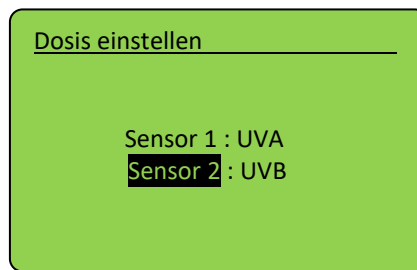 Dosis einstellen
Sensor 1 : UVA
Sensor 2 : UVB